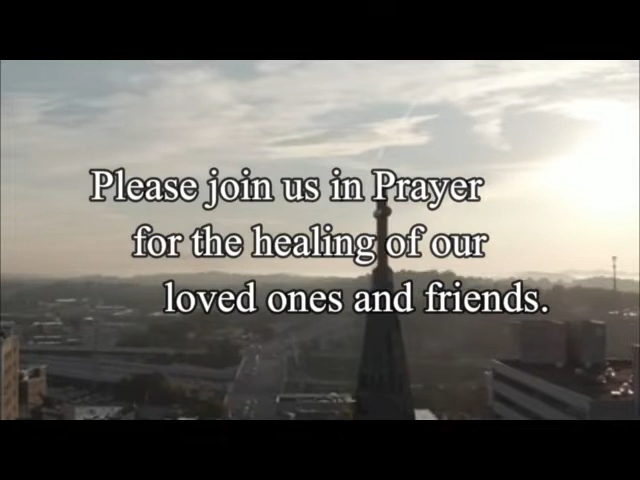 Please join us in Prayer
for the healing of our
loved ones and friends.